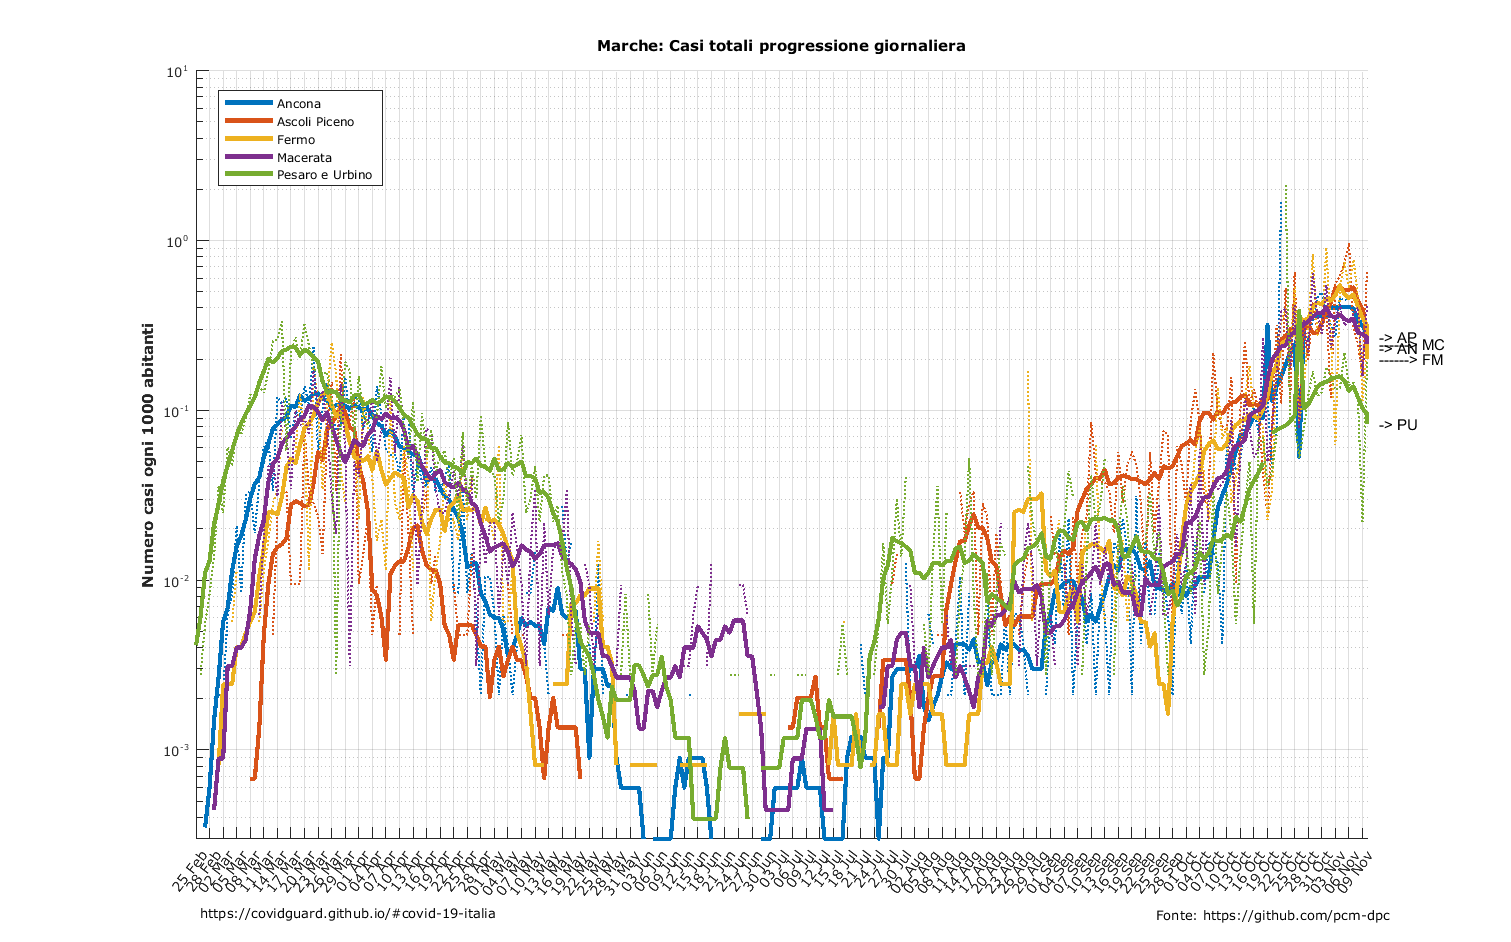 Marche: Casi totali progressione giornaliera
10¹
Ancona
Ascoli Piceno
Fermo
Macerata
Pesaro e Urbino
10⁰
10⁻¹
10⁻²
10⁻³
Numero casi ogni 1000 abitanti
-> AP
-----> MC
-> AN
------> FM
-> PU
25 Feb
28 Feb
02 Mar
05 Mar
08 Mar
11 Mar
14 Mar
17 Mar
20 Mar
23 Mar
26 Mar
29 Mar
01 Apr
04 Apr
07 Apr
10 Apr
13 Apr
16 Apr
19 Apr
22 Apr
25 Apr
28 Apr
01 May
04 May
07 May
10 May
13 May
16 May
19 May
22 May
25 May
28 May
31 May
03 Jun
06 Jun
09 Jun
12 Jun
15 Jun
18 Jun
21 Jun
24 Jun
27 Jun
30 Jun
03 Jul
06 Jul
09 Jul
12 Jul
15 Jul
18 Jul
21 Jul
24 Jul
27 Jul
30 Jul
02 Aug
05 Aug
08 Aug
11 Aug
14 Aug
17 Aug
20 Aug
23 Aug
26 Aug
29 Aug
01 Sep
04 Sep
07 Sep
10 Sep
13 Sep
16 Sep
19 Sep
22 Sep
25 Sep
28 Sep
01 Oct
04 Oct
07 Oct
10 Oct
13 Oct
16 Oct
19 Oct
22 Oct
25 Oct
28 Oct
31 Oct
03 Nov
06 Nov
09 Nov
https://covidguard.github.io/#covid-19-italia
Fonte: https://github.com/pcm-dpc